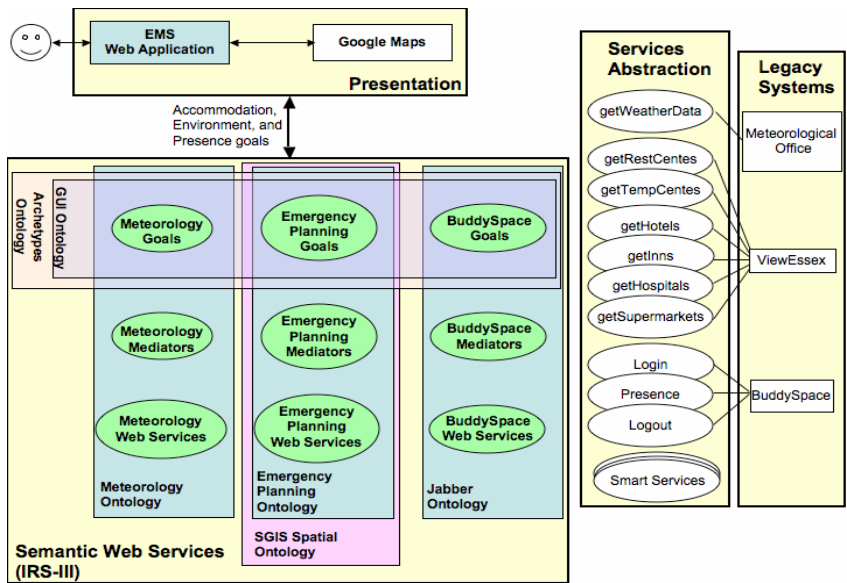 EMS
Web Application
Google Maps
Presentation
Accommodation,
Environment, and
Presence goals
Archetypes
Ontology
GUI Ontology
Meteorology
Goals
Emergency
Planning
Goals
BuddySpace
Goals
Meteorology
Mediators
Emergency
Planning
Mediators
BuddySpace
Mediators
Meteorology
Web Services
Emergency
Planning
Web Services
BuddySpace
Web Services
Meteorology
Ontology
Emergency
Planning
Ontology
Jabber
Ontology
SGIS Spatial
Ontology
Semantic Web Services
(IRS-III)
Services
Abstraction
getWeatherData
getRestCentes
getTempCentes
getHotels
getInns
getHospitals
getSupermarkets
Login
Presence
Logout
Smart Services
Legacy
Systems
Meteorological
Office
ViewEssex
BuddySpace